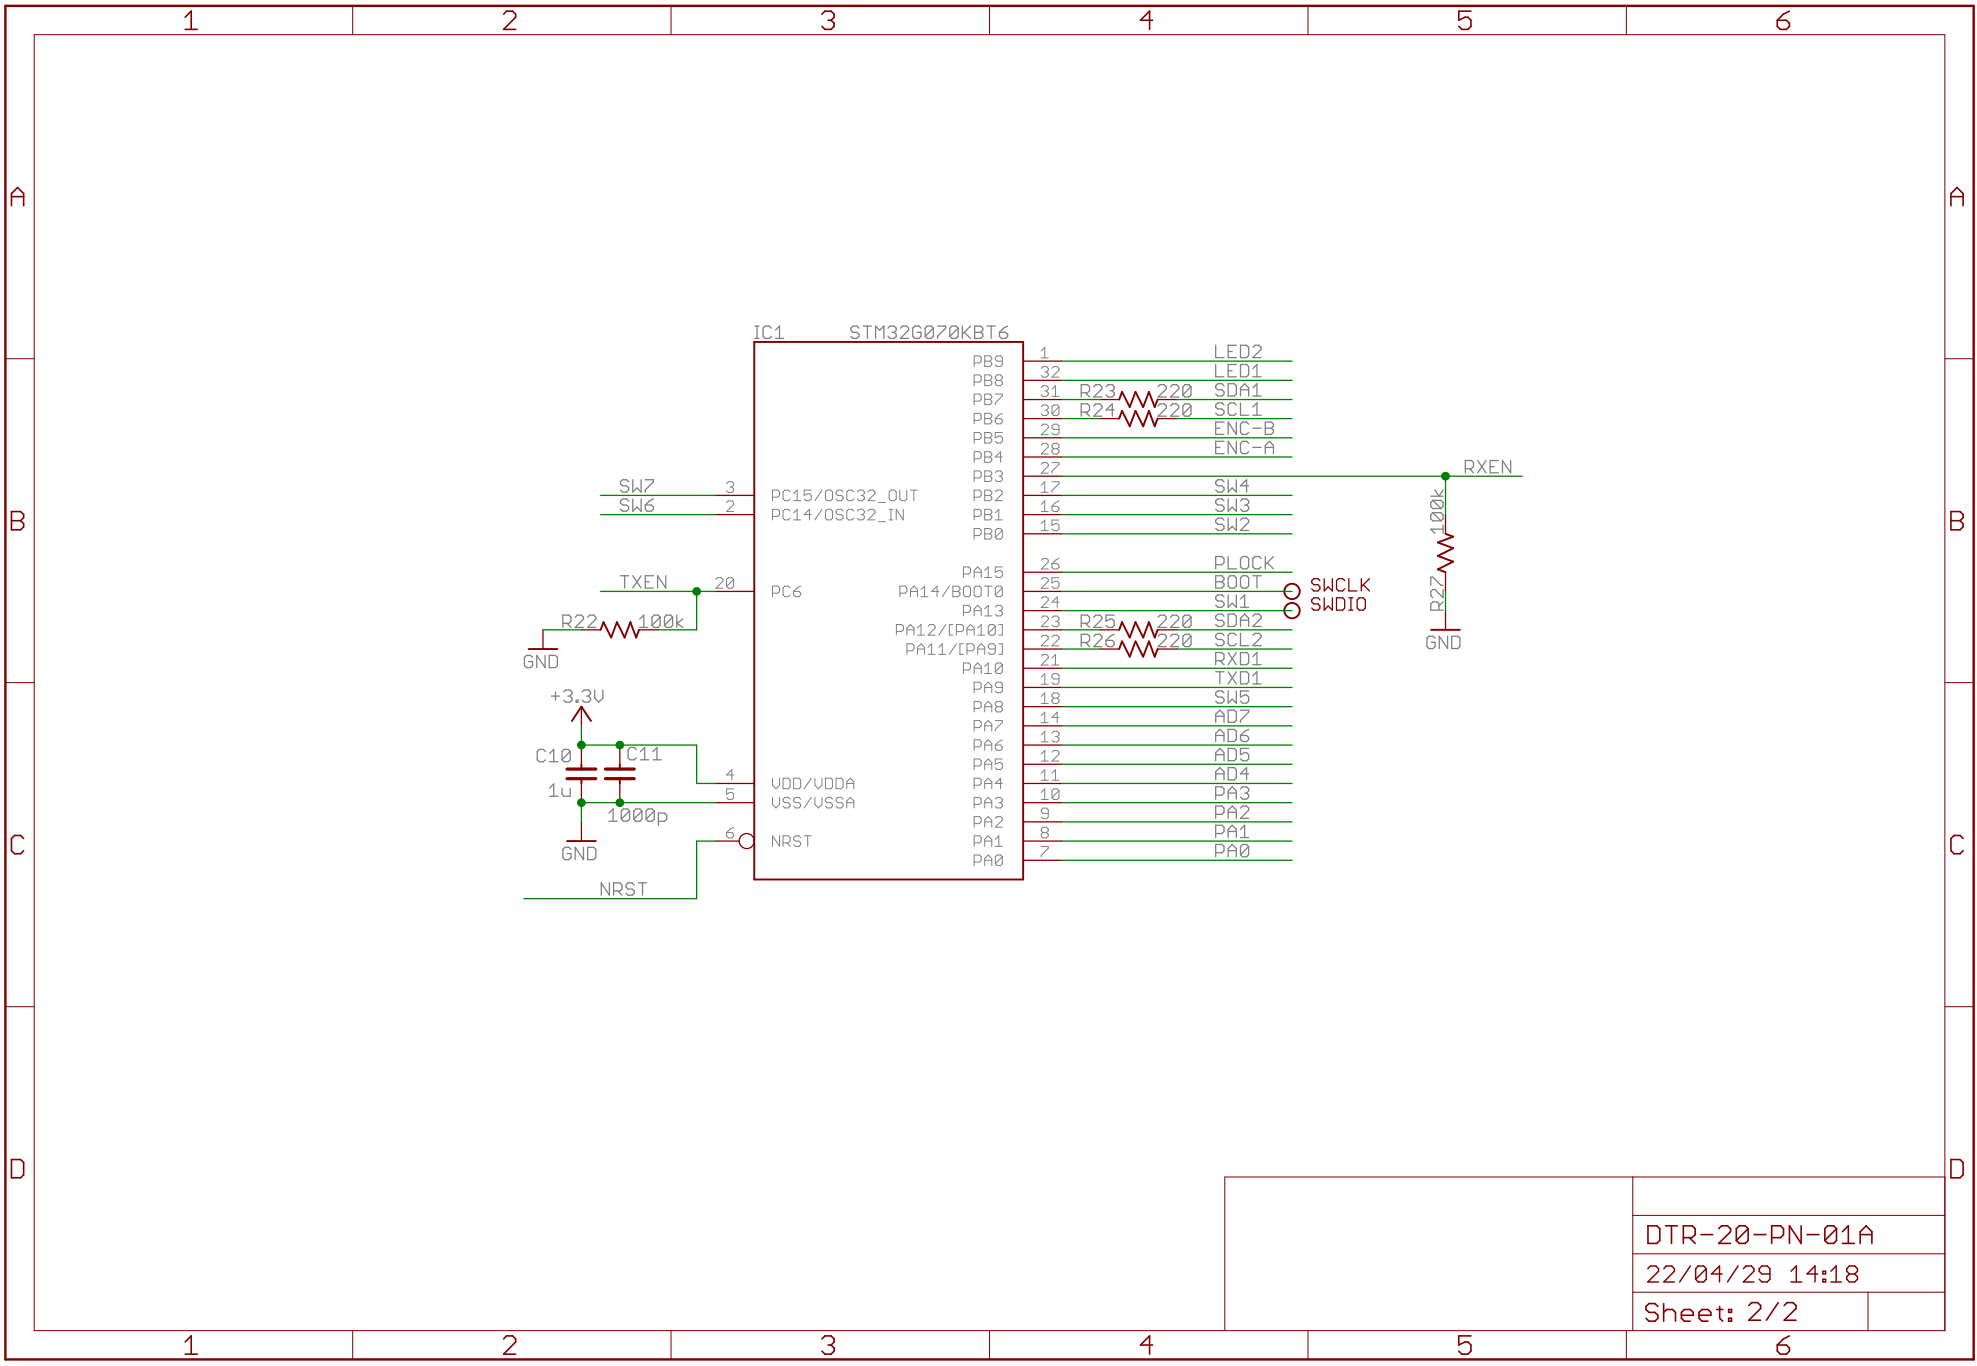 1 2 3 4 5 6
A A
IC1 STM32G070KBT6
PB9 1 LED2
PB8 32 LED1
PB7 31 R23 220 SDA1
PB6 30 R24 220 SCL1
PB5 29 ENC-B
PB4 28 ENC-A
PB3 27 RXEN
SW7 3 PC15/OSC32_OUT PB2 17 SW4
SW6 2 PC14/OSC32_IN PB1 16 SW3
B B
PB0 15 SW2
100k
PA15 26 PLOCK
TXEN 20 PC6 PA14/BOOT0 25 BOOT SWCLK
PA13 24 SW1 SWDIO
R27
R22 100k PA12/[PA10] 23 R25 220 SDA2
PA11/[PA9] 22 R26 220 SCL2
GND GND
PA10 21 RXD1
PA9 19 TXD1
+3.3V PA8 18 SW5
PA7 14 AD7
C10 C11 PA6 13 AD6
PA5 12 AD5
4 VDD/VDDA PA4 11 AD4
1u 5 VSS/VSSA PA3 10 PA3
1000p PA2 9 PA2
6 NRST PA1 8 PA1
C C
GND PA0 7 PA0
NRST
D D
DTR-20-PN-01A
22/04/29 14:18
Sheet: 2/2
1 2 3 4 5 6